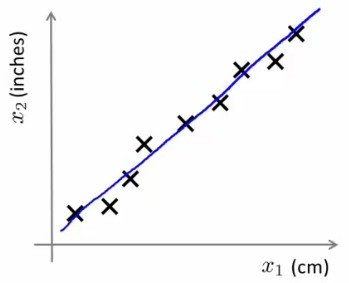 x₂ (inches)
x₁ (cm)